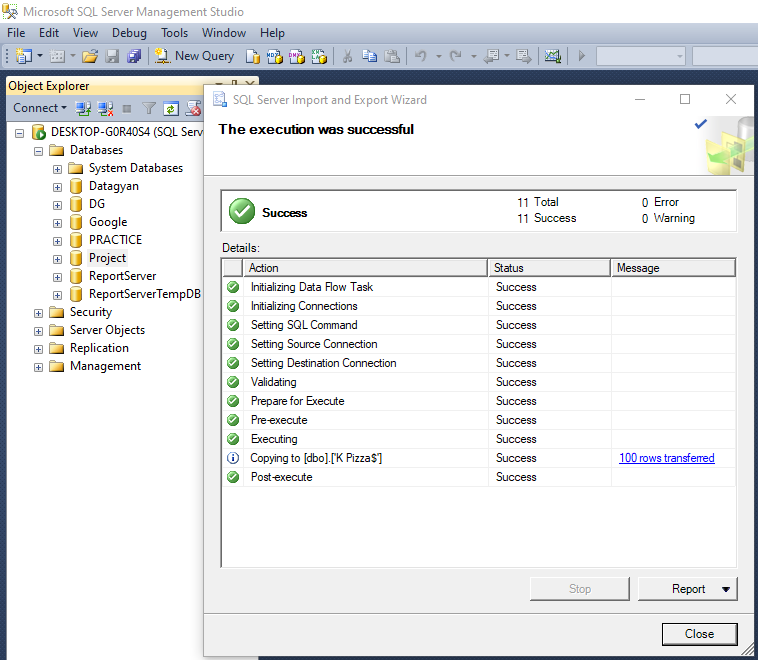 Microsoft SQL Server Management Studio
File Edit View Debug Tools Window Help
New Query
Object Explorer
Connect
DESKTOP-G0R40S4 (SQL Serv
Databases
System Databases
Datagyan
DG
Google
PRACTICE
Project
ReportServer
ReportServerTempDB
Security
Server Objects
Replication
Management
SQL Server Import and Export Wizard
The execution was successful
Success
11 Total 0 Error
11 Success 0 Warning
Details:
Action Status Message
Initializing Data Flow Task Success
Initializing Connections Success
Setting SQL Command Success
Setting Source Connection Success
Setting Destination Connection Success
Validating Success
Prepare for Execute Success
Pre-execute Success
Executing Success
Copying to [dbo].['K Pizza$'] Success 100 rows transferred
Post-execute Success
Stop Report
Close